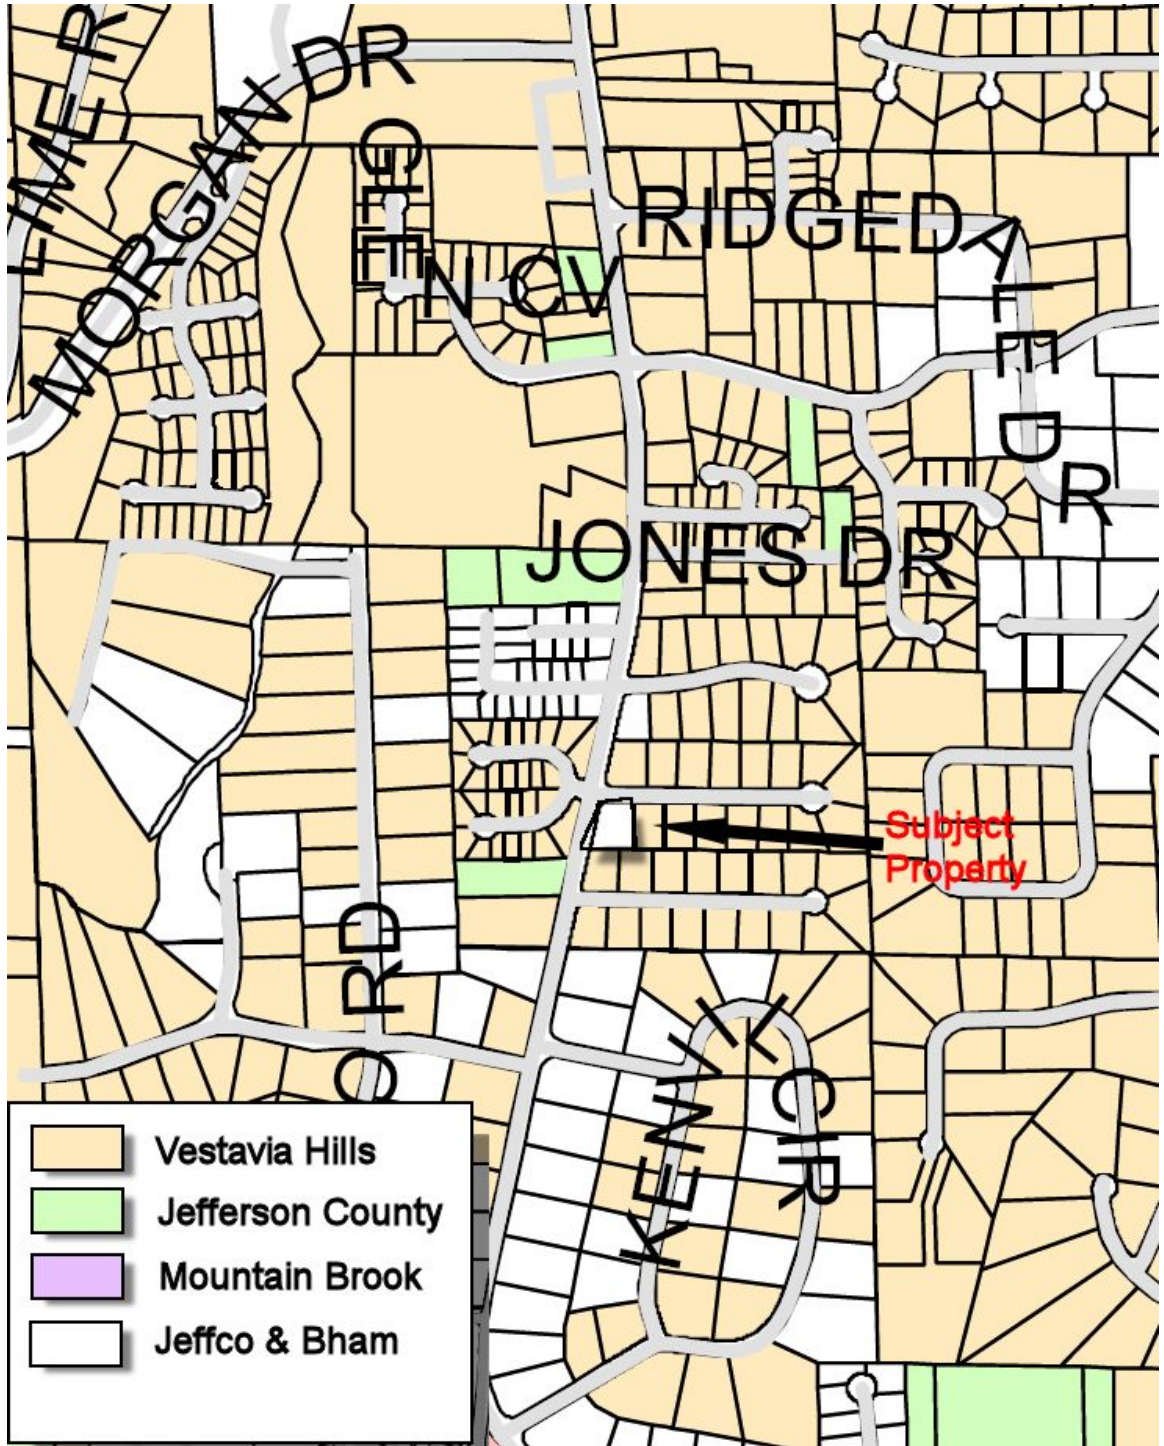 LIMER
MORGAN DR
GLEN CV
RIDGEDALE DR
JONES DR
Subject
Property
RD
KENVIL CIR
Vestavia Hills
Jefferson County
Mountain Brook
Jeffco & Bham